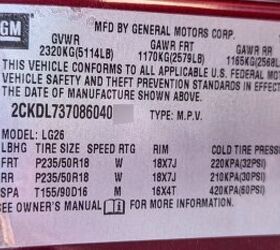 GM
MFD BY GENERAL MOTORS CORP.
GVWR GAWR FRT GAWR RR
2320KG(5114LB) 1170KG(2579LB) 1165KG(2568L
THIS VEHICLE CONFORMS TO ALL APPLICABLE U.S. FEDERAL MOTOR
VEHICLE SAFETY AND THEFT PREVENTION STANDARDS IN EFFECT
THE DATE OF MANUFACTURE SHOWN ABOVE.
2CKDL737086040 TYPE: M.P.V.
MODEL: LG26
LBHG TIRE SIZE SPEED RTG RIM COLD TIRE PRESSUR
FRT P235/50R18 W 18X7J 220KPA(32PSI)
RR P235/50R18 W 18X7J 210KPA(30PSI)
SPA T155/90D16 M 16X4T 420KPA(60PSI)
SEE OWNER'S MANUAL FOR MORE INFORMATION.